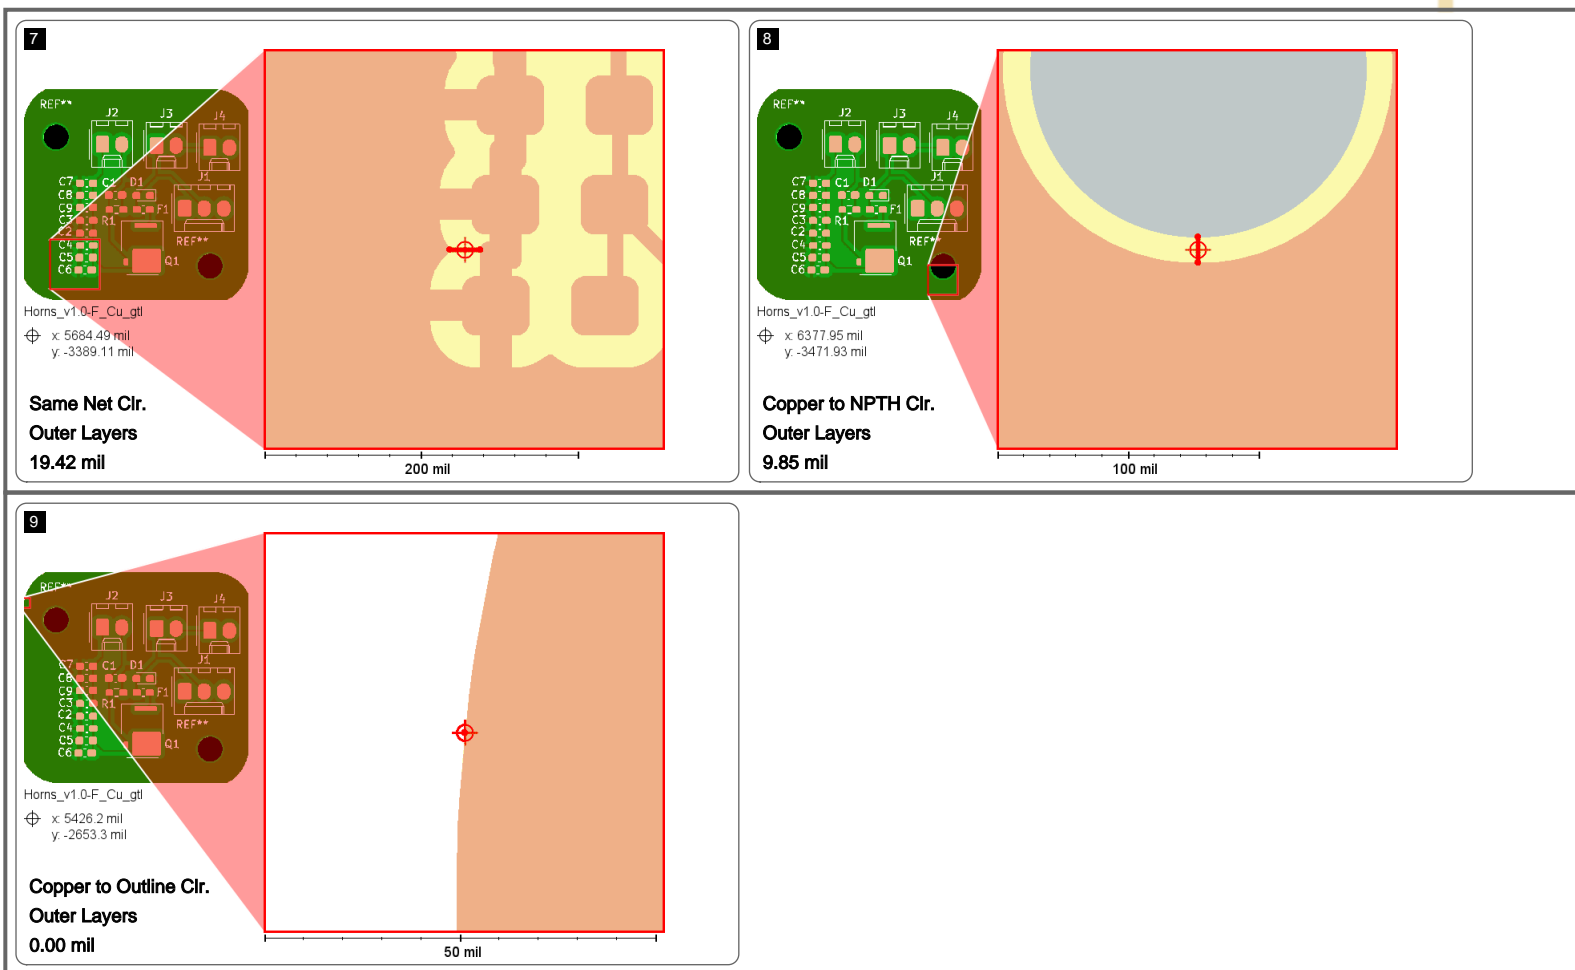 7
REF**
J2
J3
J4
J1
C7
C1
D1
C8
C9
F1
C3
R1
C2
C4
REF**
C5
Q1
C6
Horns_v1.0-F_Cu_gtl
x: 5684.49 mil
y: -3389.11 mil
Same Net Clr.
Outer Layers
19.42 mil
200 mil
8
REF**
J2
J3
J4
J1
C7
C1
D1
C8
C9
F1
C3
R1
C2
C4
REF**
C5
Q1
C6
Horns_v1.0-F_Cu_gtl
x: 6377.95 mil
y: -3471.93 mil
Copper to NPTH Clr.
Outer Layers
9.85 mil
100 mil
9
REF**
J2
J3
J4
J1
C7
C1
D1
C8
C9
F1
C3
R1
C2
C4
REF**
C5
Q1
C6
Horns_v1.0-F_Cu_gtl
x: 5426.2 mil
y: -2653.3 mil
Copper to Outline Clr.
Outer Layers
0.00 mil
50 mil